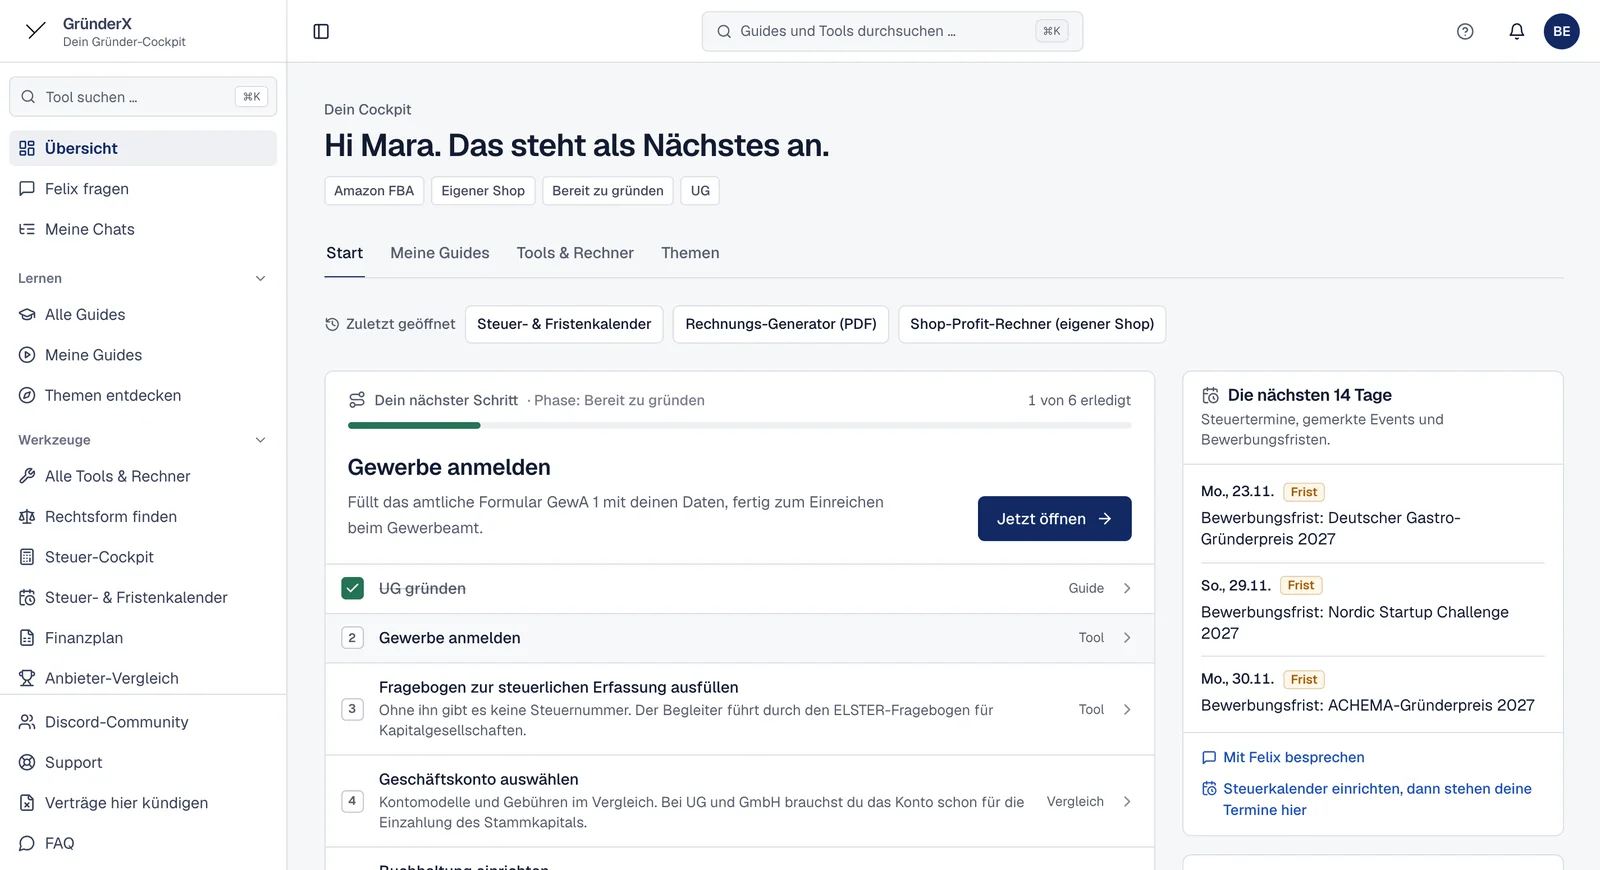 GründerX
Dein Gründer-Cockpit
Guides und Tools durchsuchen ...
⌘K
BE
Tool suchen ...
⌘K
Übersicht
Felix fragen
Meine Chats
Lernen
Alle Guides
Meine Guides
Themen entdecken
Werkzeuge
Alle Tools & Rechner
Rechtsform finden
Steuer-Cockpit
Steuer- & Fristenkalender
Finanzplan
Anbieter-Vergleich
Discord-Community
Support
Verträge hier kündigen
FAQ
Dein Cockpit
Hi Mara. Das steht als Nächstes an.
Amazon FBA
Eigener Shop
Bereit zu gründen
UG
Start
Meine Guides
Tools & Rechner
Themen
Zuletzt geöffnet
Steuer- & Fristenkalender
Rechnungs-Generator (PDF)
Shop-Profit-Rechner (eigener Shop)
Dein nächster Schritt · Phase: Bereit zu gründen
1 von 6 erledigt
Gewerbe anmelden
Füllt das amtliche Formular GewA 1 mit deinen Daten, fertig zum Einreichen
beim Gewerbeamt.
Jetzt öffnen
UG gründen
Guide
2
Gewerbe anmelden
Tool
3
Fragebogen zur steuerlichen Erfassung ausfüllen
Ohne ihn gibt es keine Steuernummer. Der Begleiter führt durch den ELSTER-Fragebogen für
Kapitalgesellschaften.
Tool
4
Geschäftskonto auswählen
Kontomodelle und Gebühren im Vergleich. Bei UG und GmbH brauchst du das Konto schon für die
Einzahlung des Stammkapitals.
Vergleich
Buchhaltung einrichten
Die nächsten 14 Tage
Steuertermine, gemerkte Events und
Bewerbungsfristen.
Mo., 23.11. Frist
Bewerbungsfrist: Deutscher Gastro-
Gründerpreis 2027
So., 29.11. Frist
Bewerbungsfrist: Nordic Startup Challenge
2027
Mo., 30.11. Frist
Bewerbungsfrist: ACHEMA-Gründerpreis 2027
Mit Felix besprechen
Steuerkalender einrichten, dann stehen deine
Termine hier